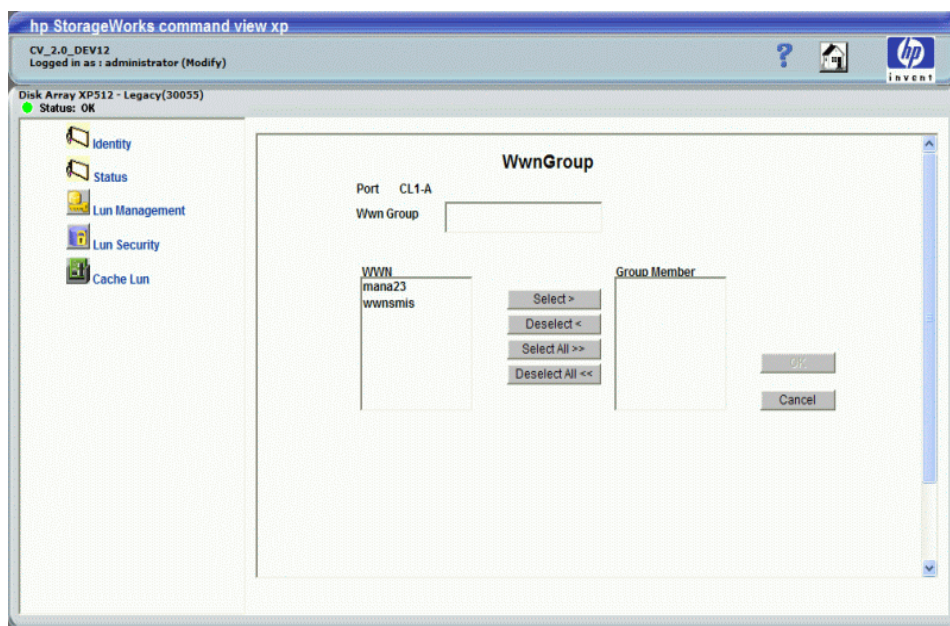 hp StorageWorks command view xp
CV_2.0_DEV12
Logged in as : administrator (Modify)
?
hp
invent
Disk Array XP512 - Legacy(30055)
Status: OK
Identity
Status
Lun Management
Lun Security
Cache Lun
WwnGroup
Port CL1-A
Wwn Group
WWN
mana23
wwnsmis
Group Member
Select >
Deselect <
Select All >>
Deselect All <<
OK
Cancel